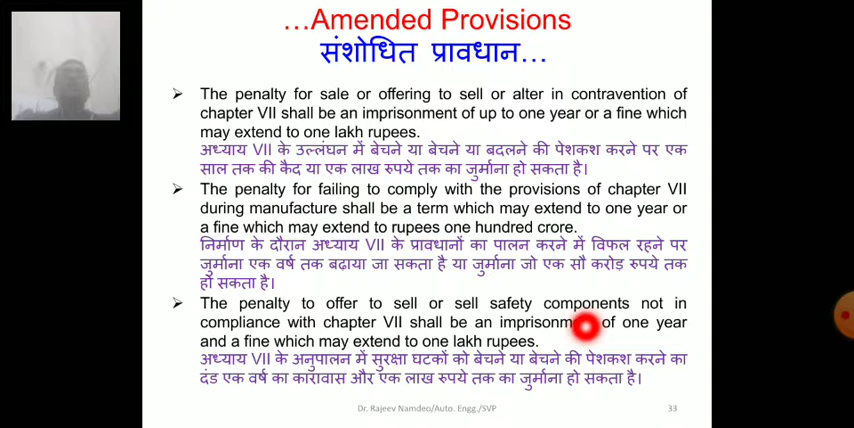 ...Amended Provisions
संशोधित प्रावधान...
➤ The penalty for sale or offering to sell or alter in contravention of
chapter VII shall be an imprisonment of up to one year or a fine which
may extend to one lakh rupees.
अध्याय VII के उल्लंघन में बेचने या बेचने या बदलने की पेशकश करने पर एक
साल तक की कैद या एक लाख रुपये तक का जुर्माना हो सकता है।
➤ The penalty for failing to comply with the provisions of chapter VII
during manufacture shall be a term which may extend to one year or
a fine which may extend to rupees one hundred crore.
निर्माण के दौरान अध्याय VII के प्रावधानों का पालन करने में विफल रहने पर
जुर्माना एक वर्ष तक बढ़ाया जा सकता है या जुर्माना जो एक सौ करोड़ रुपये तक
हो सकता है।
➤ The penalty to offer to sell or sell safety components not in
compliance with chapter VII shall be an of one year
and a fine which may extend to one lakh rupees.
अध्याय VII के अनुपालन में सुरक्षा घटकों को बेचने या बेचने की पेशकश करने का
दंड एक वर्ष का कारावास और एक लाख रुपये तक का जुर्माना हो सकता है।
Dr. Rajeev Namdeo/Auto. Engg./SVP 33